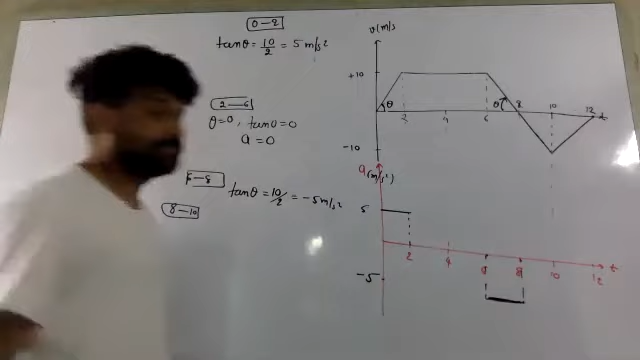 0-2
tanθ = 10/2 = 5 m/s²
2-6
θ=0, tanθ=0
a=0
6-8
tanθ = 10/2 = -5 m/s²
8-10
v(m/s
+10
-10
θ
θ
2
4
6
8
10
12
t
a(m/s²)
5
-5
2
4
6
8
10
12
t